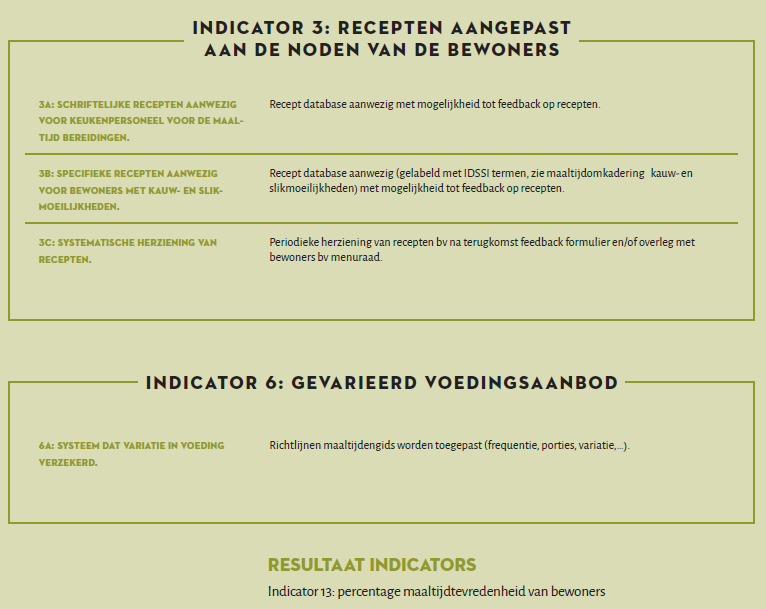 INDICATOR 3: RECEPTEN AANGEPAST
AAN DE NODEN VAN DE BEWONERS
3A: SCHRIFTELIJKE RECEPTEN AANWEZIG
VOOR KEUKENPERSONEEL VOOR DE MAAL-
TIJD BEREIDINGEN.
Recept database aanwezig met mogelijkheid tot feedback op recepten.
3B: SPECIFIEKE RECEPTEN AANWEZIG
VOOR BEWONERS MET KAUW- EN SLIK-
MOEILIJKHEDEN.
Recept database aanwezig (gelabeld met IDSSI termen, zie maaltijdomkadering kauw- en
slikmoeilijkheden) met mogelijkheid tot feedback op recepten.
3C: SYSTEMATISCHE HERZIENING VAN
RECEPTEN.
Periodieke herziening van recepten bv na terugkomst feedback formulier en/of overleg met
bewoners bv menuraad.
INDICATOR 6: GEVARIEERD VOEDINGSAANBOD
6A: SYSTEEM DAT VARIATIE IN VOEDING
VERZEKERD.
Richtlijnen maaltijdengids worden toegepast (frequentie, porties, variatie,...).
RESULTAAT INDICATORS
Indicator 13: percentage maaltijdtevredenheid van bewoners